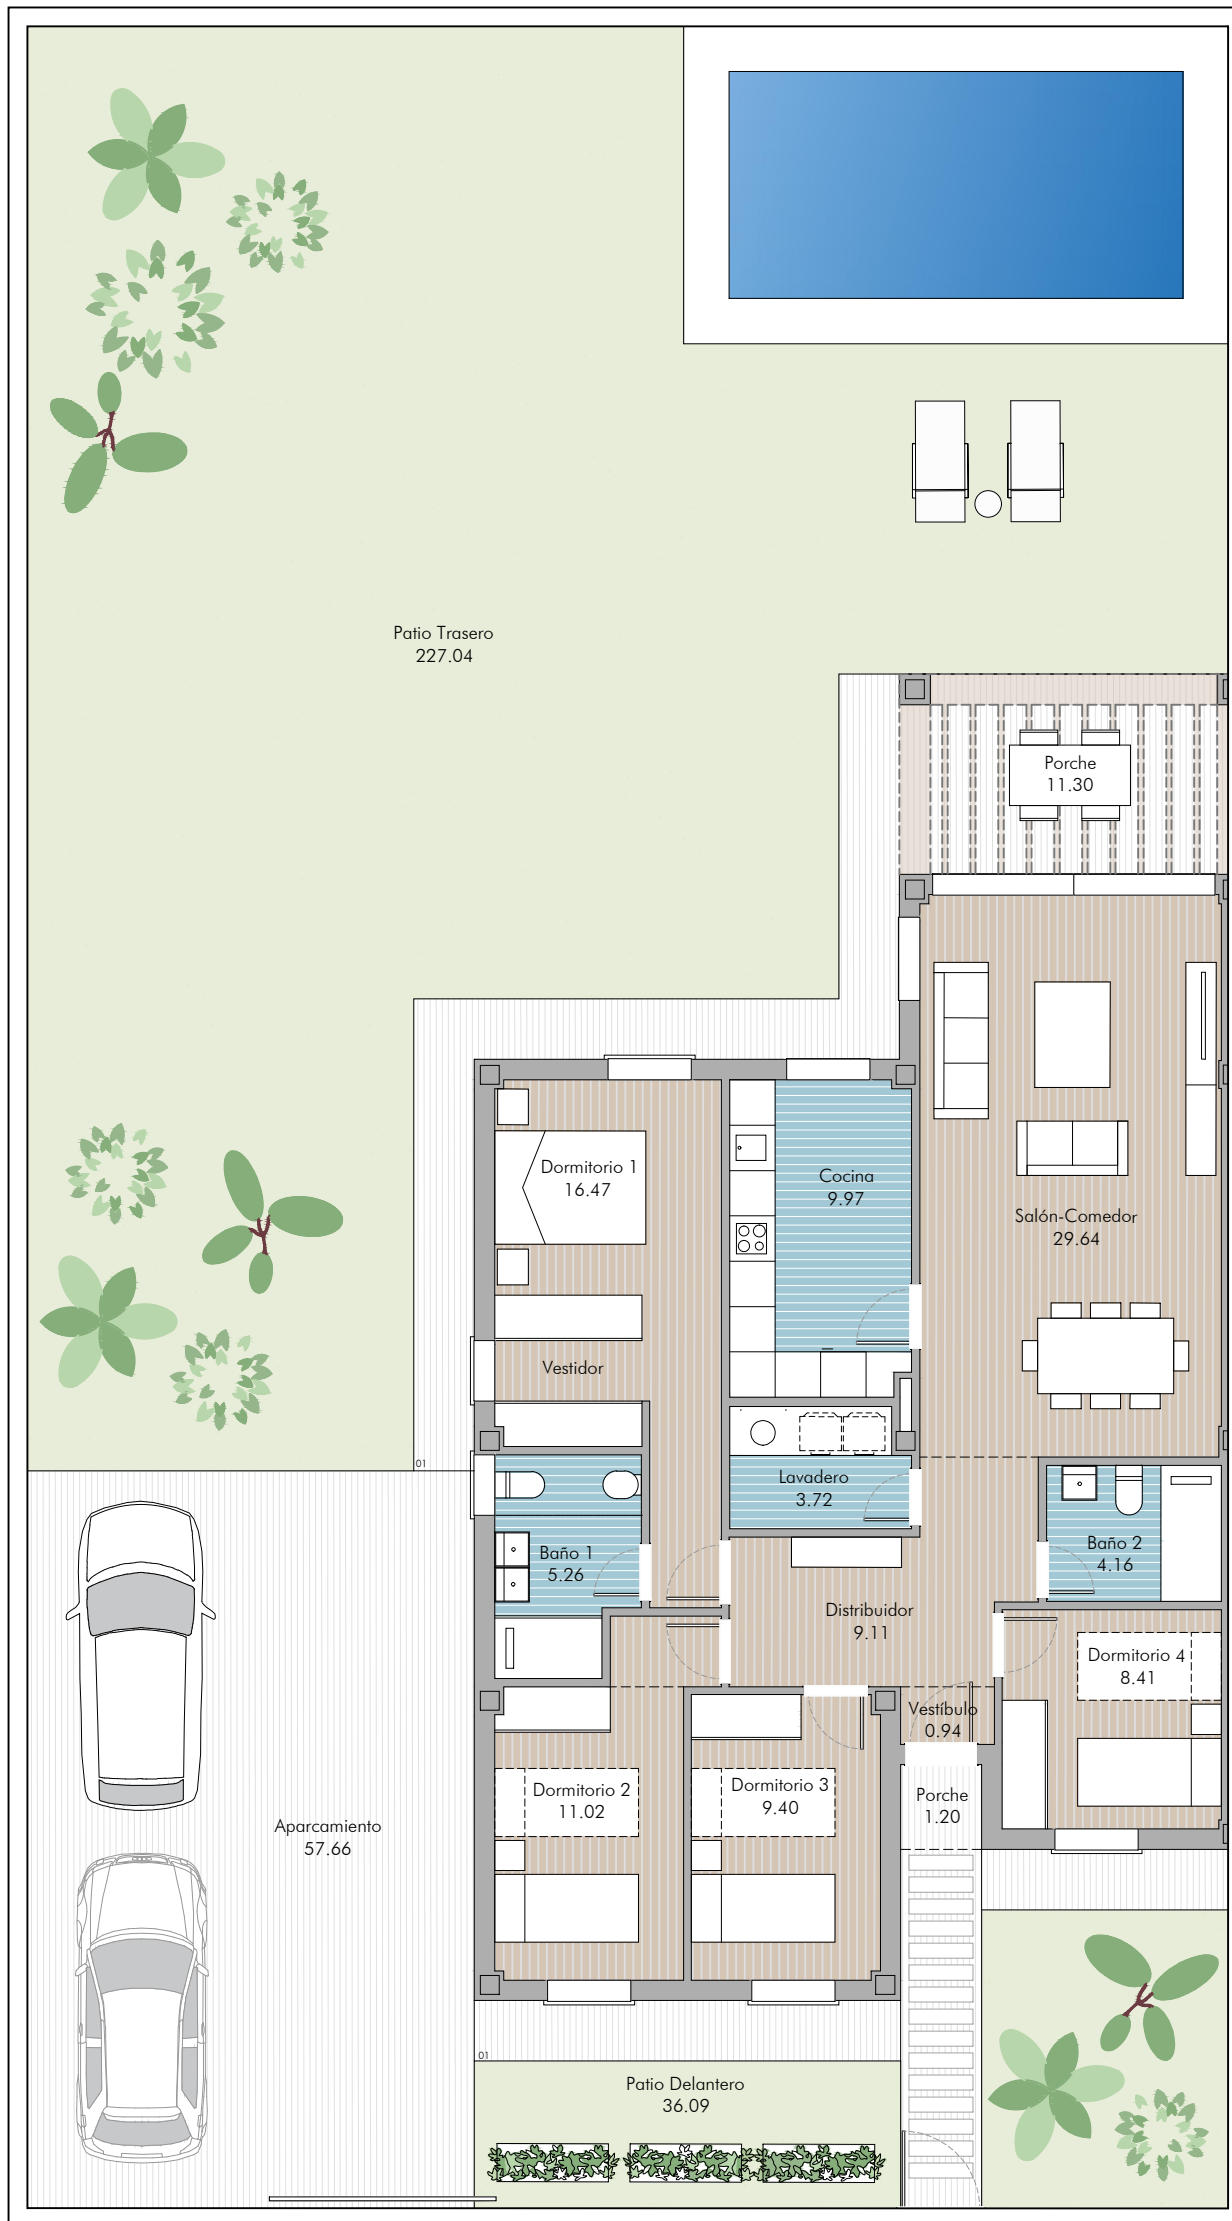 Patio Trasero
227.04
Porche
11.30
Dormitorio 1
16.47
Cocina
9.97
Salón-Comedor
29.64
Vestidor
01
Lavadero
3.72
Baño 1
5.26
Baño 2
4.16
Distribuidor
9.11
Dormitorio 4
8.41
Vestíbulo
0.94
Dormitorio 2
11.02
Dormitorio 3
9.40
Porche
1.20
Aparcamiento
57.66
01
Patio Delantero
36.09